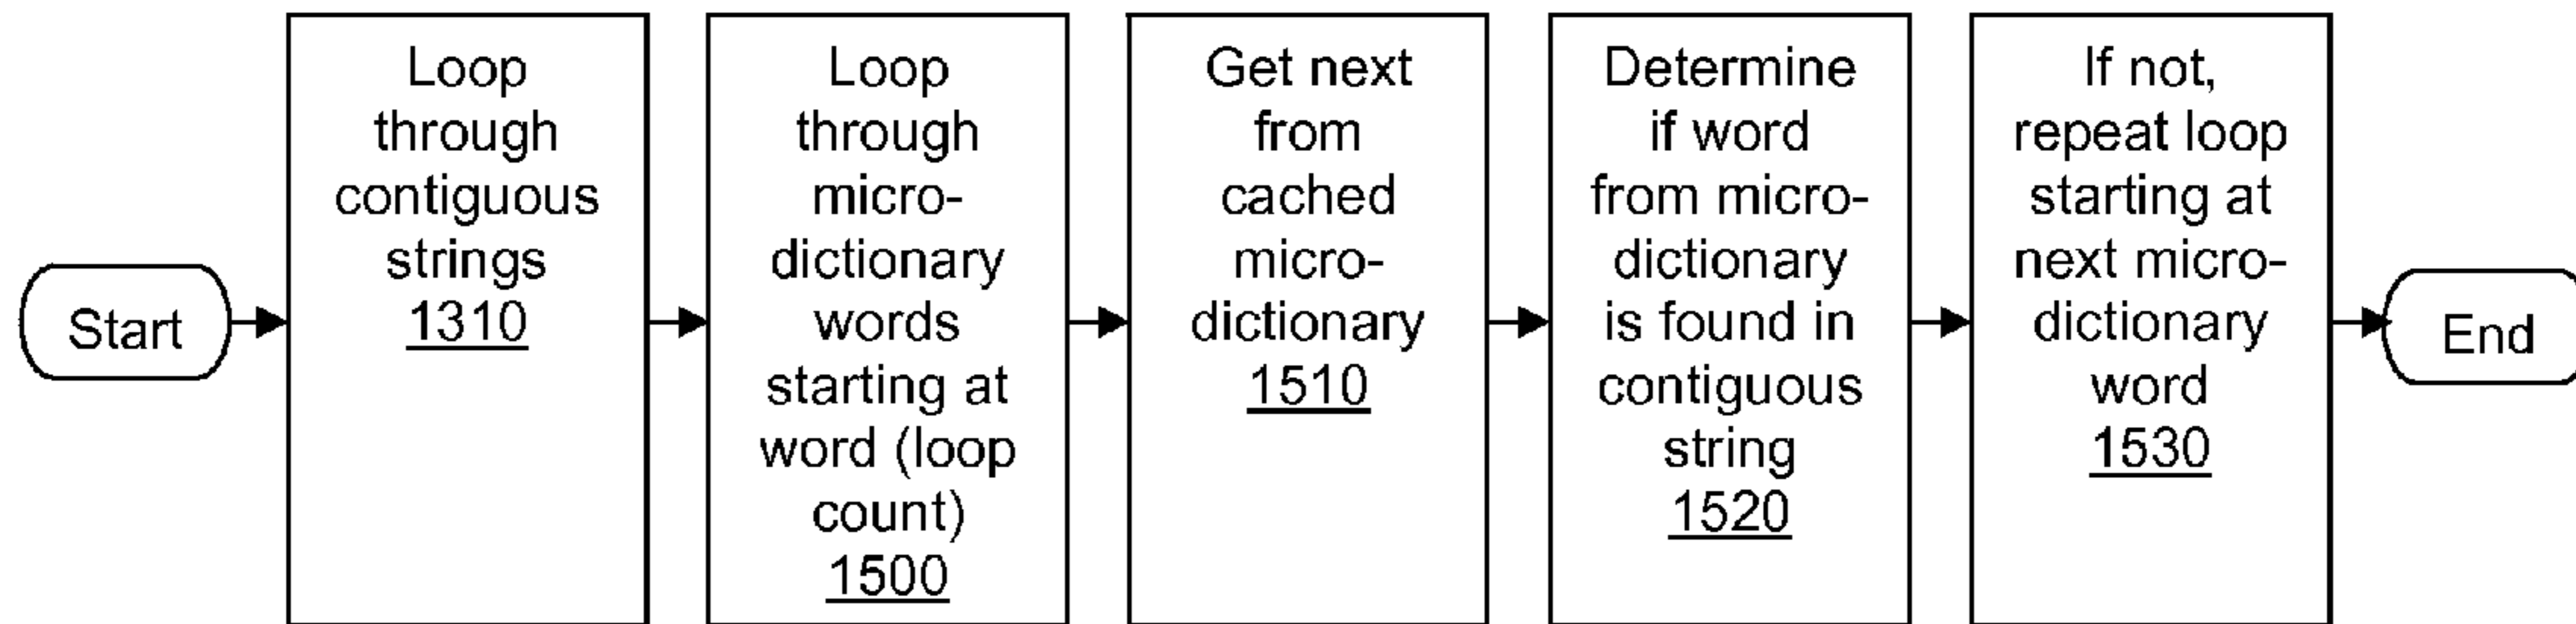 Start
Loop
through
contiguous
strings
1310
Loop
through
micro-
dictionary
words
starting at
word (loop
count)
1500
Get next
from
cached
micro-
dictionary
1510
Determine
if word
from micro-
dictionary
is found in
contiguous
string
1520
If not,
repeat loop
starting at
next micro-
dictionary
word
1530
End